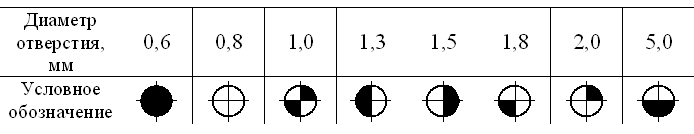 Диаметр
отверстия,
мм
0,6 0,8 1,0 1,3 1,5 1,8 2,0 5,0
Условное
обозначение